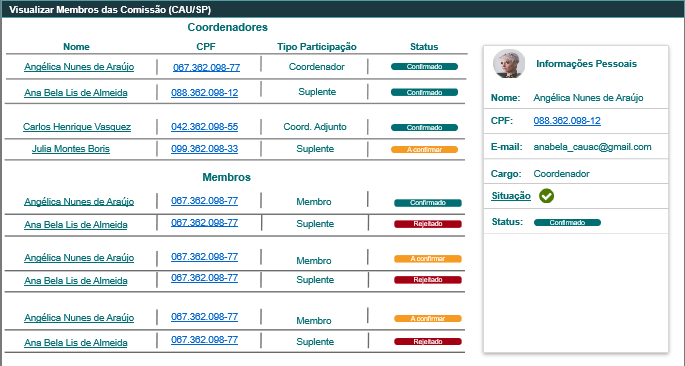 Visualizar Membros das Comissão (CAU/SP)
Coordenadores
Nome CPF Tipo Participação Status
Angélica Nunes de Araújo 067.362.098-77 Coordenador Confirmado
Ana Bela Lis de Almeida 088.362.098-12 Suplente Confirmado
Carlos Henrique Vasquez 042.362.098-55 Coord. Adjunto Confirmado
Julia Montes Boris 099.362.098-33 Suplente A confirmar
Membros
Angélica Nunes de Araújo 067.362.098-77 Membro Confirmado
Ana Bela Lis de Almeida 067.362.098-77 Suplente Rejeitado
Angélica Nunes de Araújo 067.362.098-77 Membro A confirmar
Ana Bela Lis de Almeida 067.362.098-77 Suplente Rejeitado
Angélica Nunes de Araújo 067.362.098-77 Membro A confirmar
Ana Bela Lis de Almeida 067.362.098-77 Suplente Rejeitado
Informações Pessoais
Nome: Angélica Nunes de Araújo
CPF: 088.362.098-12
E-mail: anabela_cauac@gmail.com
Cargo: Coordenador
Situação
Status: Confirmado